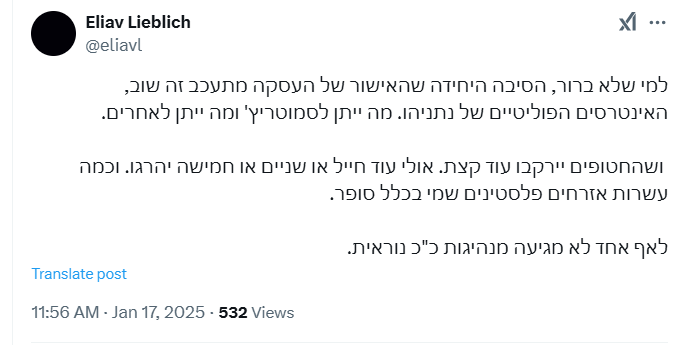 Eliav Lieblich
@eliavl
למי שלא ברור, הסיבה היחידה שהאישור של העסקה מתעכב זה שוב,
האינטרסים הפוליטיים של נתניהו. מה ייתן לסמוטריץ' ומה ייתן לאחרים.
ושהחטופים יירקבו עוד קצת. אולי עוד חייל או שניים או חמישה יהרגו. וכמה
עשרות אזרחים פלסטינים שמי בכלל סופר.
לאף אחד לא מגיעה מנהיגות כ"כ נוראית.
Translate post
11:56 AM · Jan 17, 2025 · 532 Views